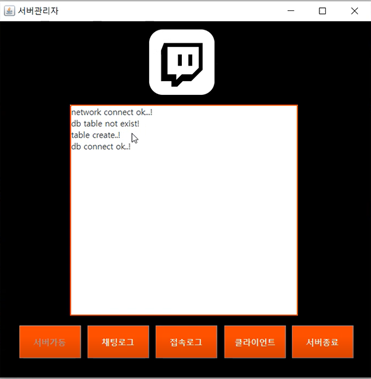 서버관리자
network connect ok..!
db table not exist!
table create..!
db connect ok..!
서버가동
채팅로그
접속로그
클라이언트
서버종료